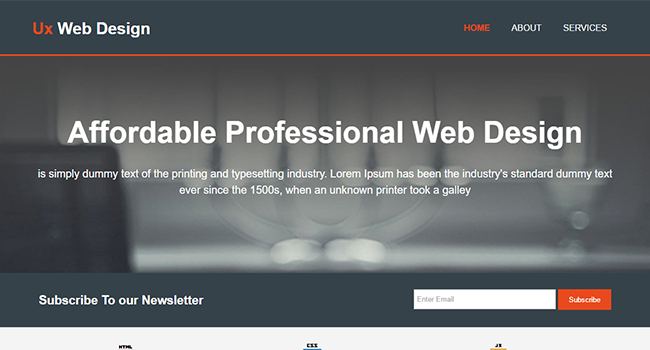 Ux Web Design
HOME ABOUT SERVICES
Affordable Professional Web Design
is simply dummy text of the printing and typesetting industry. Lorem Ipsum has been the industry's standard dummy text
ever since the 1500s, when an unknown printer took a galley
Subscribe To our Newsletter
Enter Email
Subscribe
HTML CSS JS